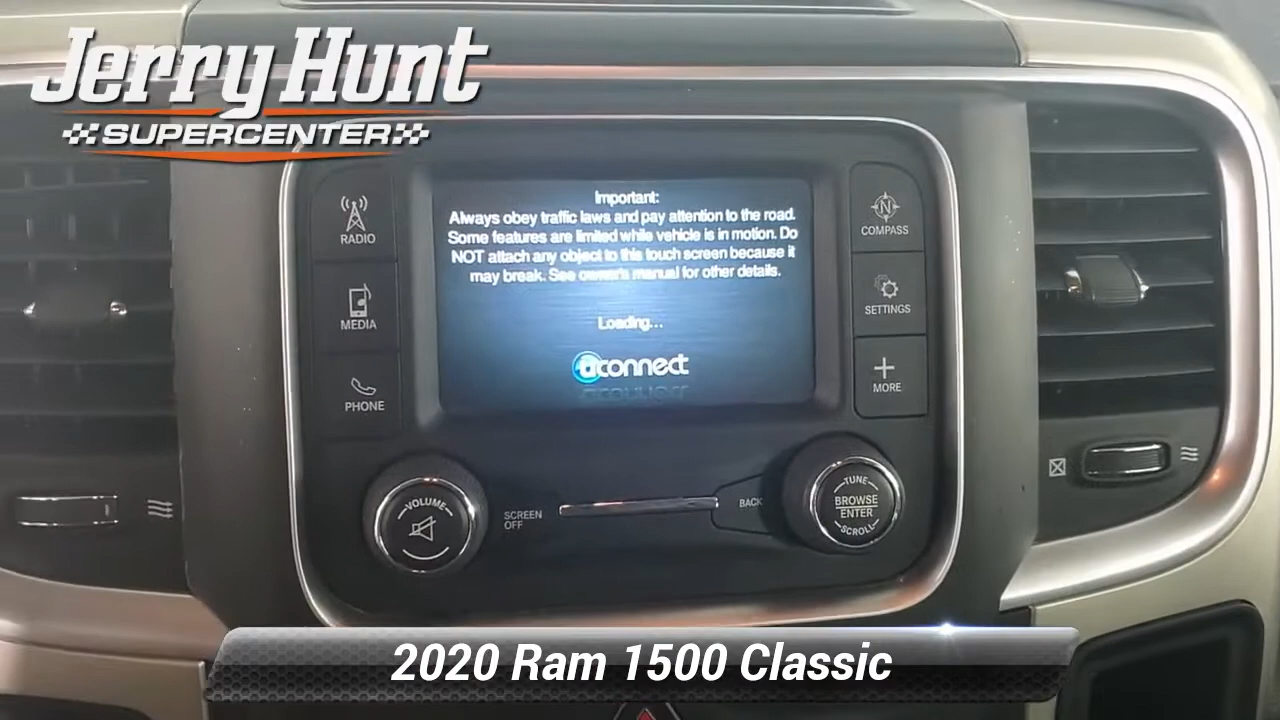 Jerry Hunt
SUPERCENTER
Important:
Always obey traffic laws and pay attention to the road.
Some features are limited while vehicle is in motion. Do
NOT attach any object to this touch screen because it
may break. See owner's manual for other details.
Loading...
uconnect
RADIO
MEDIA
PHONE
N
COMPASS
SETTINGS
MORE
VOLUME
SCREEN
OFF
BACK
TUNE
BROWSE
ENTER
SCROLL
2020 Ram 1500 Classic